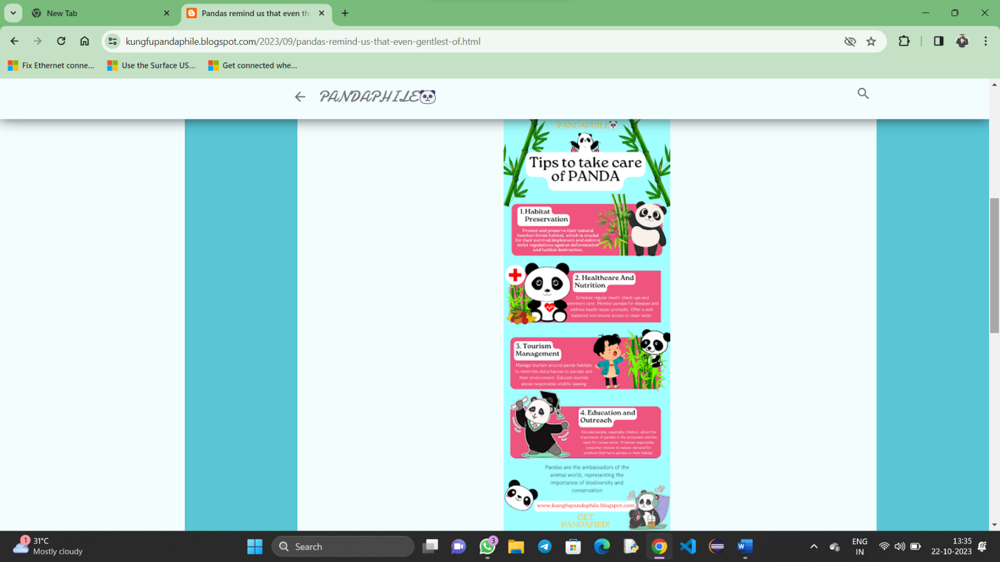 New Tab
Pandas remind us that even th
kungfupandaphile.blogspot.com/2023/09/pandas-remind-us-that-even-gentlest-of.html
Fix Ethernet conne...
Use the Surface US...
Get connected whe...
PANDAPHILE🐼
PANDAPHILE
Tips to take care
of PANDA
1.Habitat
Preservation
Protect and preserve their natural
bamboo forest habitat, which is crucial
for their survival.Implement and enforce
strict regulations against deforestation
and habitat destruction.
2. Healthcare And
Nutrition
Schedule regular health check-ups and
veterinary care. Monitor pandas for diseases and
address health issues promptly. Offer a well-
balanced and ensure access to clean water.
3. Tourism
Management
Manage tourism around panda habitats
to minimize disturbances to pandas and
their environment. Educate tourists
about responsible wildlife viewing
4. Education and
Outreach
Educate people, especially children, about the
importance of pandas in the ecosystem and the
need for conservation. Promote responsible
consumer choices to reduce demand for
products that harm pandas or their habitat.
Pandas are the ambassadors of the
animal world, representing the
importance of biodiversity and
conservation
www.kungfupandaphile.blogspot.com
GET
PANDAFIED!
1
31°C
Mostly cloudy
Search
3
ENG
IN
13:35
22-10-2023